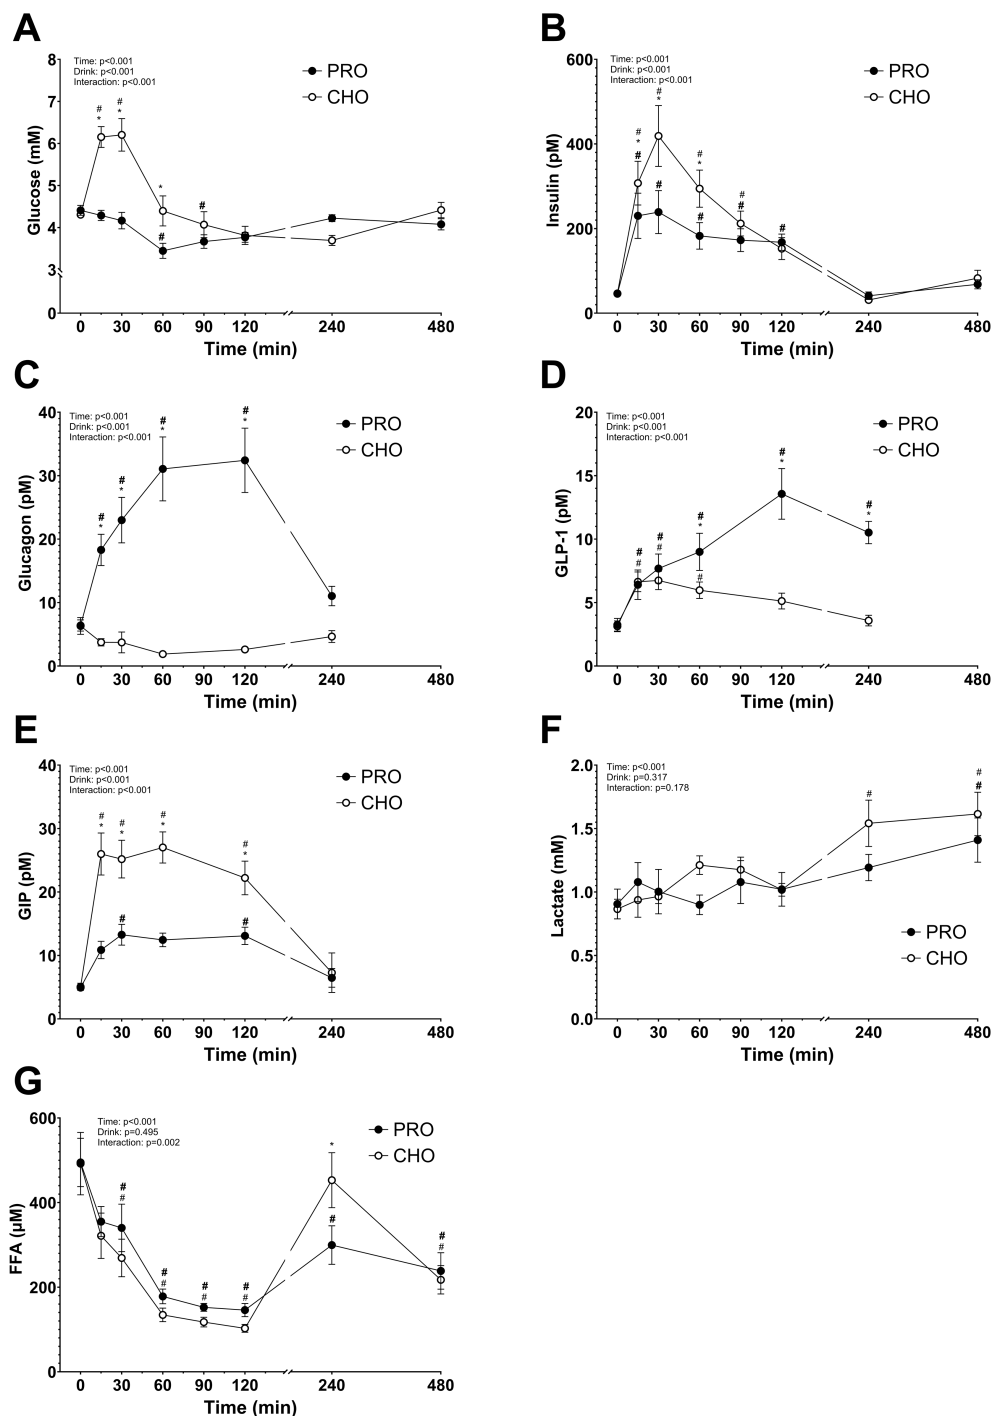 A
Time: p<0.001
Drink: p<0.001
Interaction: p<0.001
PRO
CHO
Glucose (mM)
8
7
6
5
4
3
0
# #
* *
*
#
#
0 30 60 90 120 240 480
Time (min)
B
Time: p<0.001
Drink: p<0.001
Interaction: p<0.001
PRO
CHO
Insulin (pM)
600
400
200
0
#
*
#
*
#
#
*
#
#
#
#
#
0 30 60 90 120 240 480
Time (min)
C
Time: p<0.001
Drink: p<0.001
Interaction: p<0.001
PRO
CHO
Glucagon (pM)
40
30
20
10
0
# #
* *
#
*
#
*
0 30 60 90 120 240 480
Time (min)
D
Time: p<0.001
Drink: p<0.001
Interaction: p<0.001
PRO
CHO
GLP-1 (pM)
20
15
10
5
0
#
*
#
*
#
*
# #
# #
#
0 30 60 90 120 240 480
Time (min)
E
Time: p<0.001
Drink: p<0.001
Interaction: p<0.001
PRO
CHO
GIP (pM)
40
30
20
10
0
# # #
* * *
#
*
# #
0 30 60 90 120 240 480
Time (min)
F
Time: p<0.001
Drink: p=0.317
Interaction: p=0.178
PRO
CHO
Lactate (mM)
2.0
1.5
1.0
0.5
0.0
#
#
#
0 30 60 90 120 240 480
Time (min)
G
Time: p<0.001
Drink: p=0.495
Interaction: p=0.002
PRO
CHO
FFA (µM)
600
400
200
0
*
#
#
#
#
#
# # #
# # #
0 30 60 90 120 240 480
Time (min)